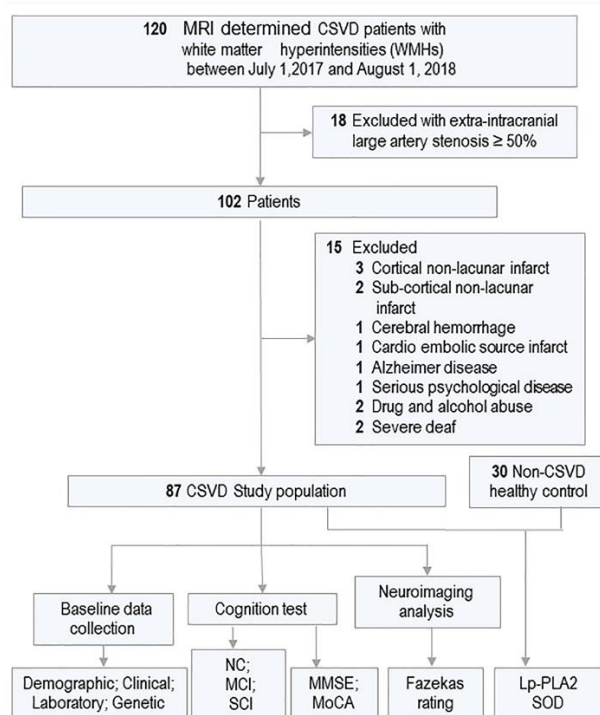 120 MRI determined CSVD patients with
white matter hyperintensities (WMHs)
between July 1,2017 and August 1, 2018
18 Excluded with extra-intracranial
large artery stenosis ≥ 50%
102 Patients
15 Excluded
3 Cortical non-lacunar infarct
2 Sub-cortical non-lacunar
infarct
1 Cerebral hemorrhage
1 Cardio embolic source infarct
1 Alzheimer disease
1 Serious psychological disease
2 Drug and alcohol abuse
2 Severe deaf
87 CSVD Study population
30 Non-CSVD
healthy control
Baseline data
collection
Cognition test
Neuroimaging
analysis
Demographic; Clinical;
Laboratory; Genetic
NC;
MCI;
SCI
MMSE;
MoCA
Fazekas
rating
Lp-PLA2
SOD